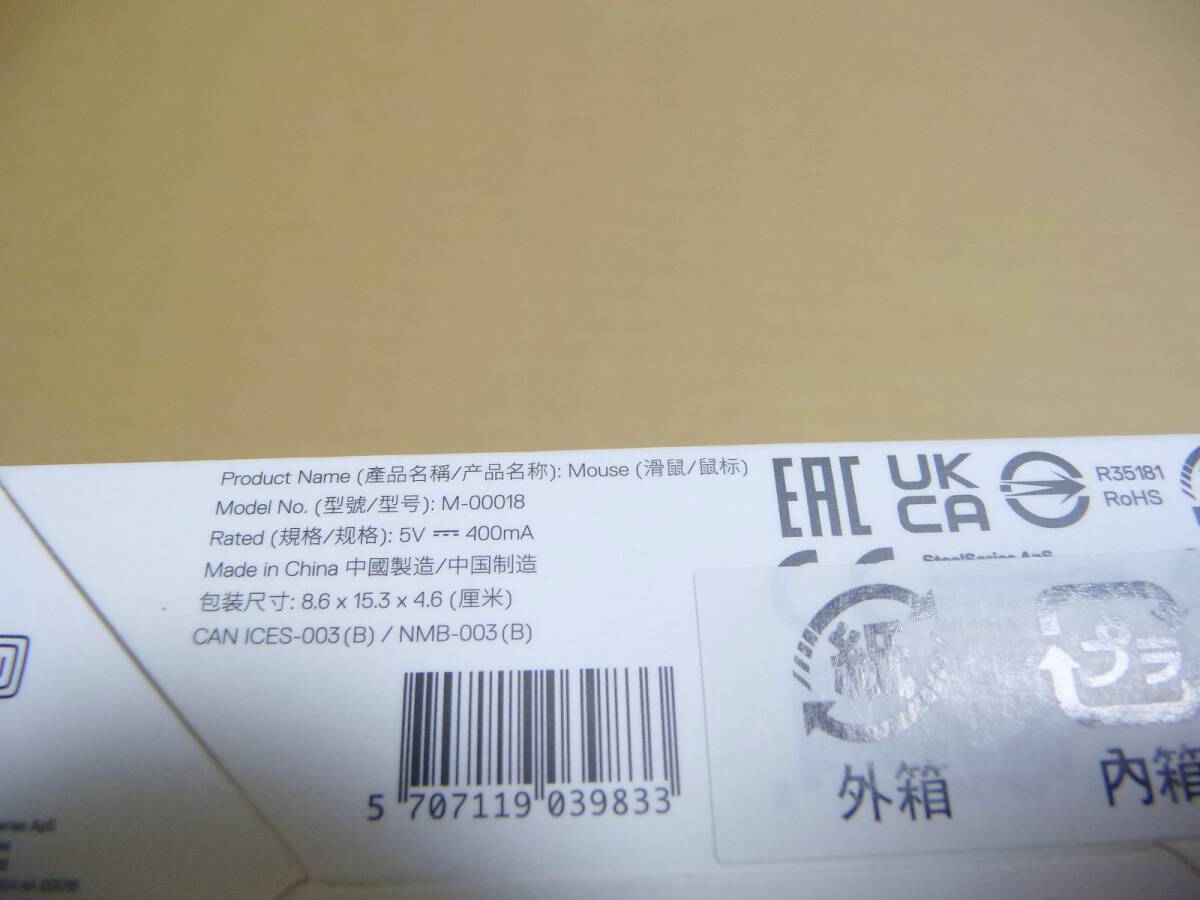 Product Name (產品名稱/产品名称): Mouse (滑鼠/鼠标)
Model No. (型號/型号): M-00018
Rated (規格/规格): 5V ⎓ 400mA
Made in China 中國製造/中国制造
包装尺寸: 8.6 x 15.3 x 4.6 (厘米)
CAN ICES-003 (B) / NMB-003 (B)
5 707119 039833
EAC
UK
CA
R35181
RoHS
SteelSeries ApS
紙
外箱
プラ
內箱